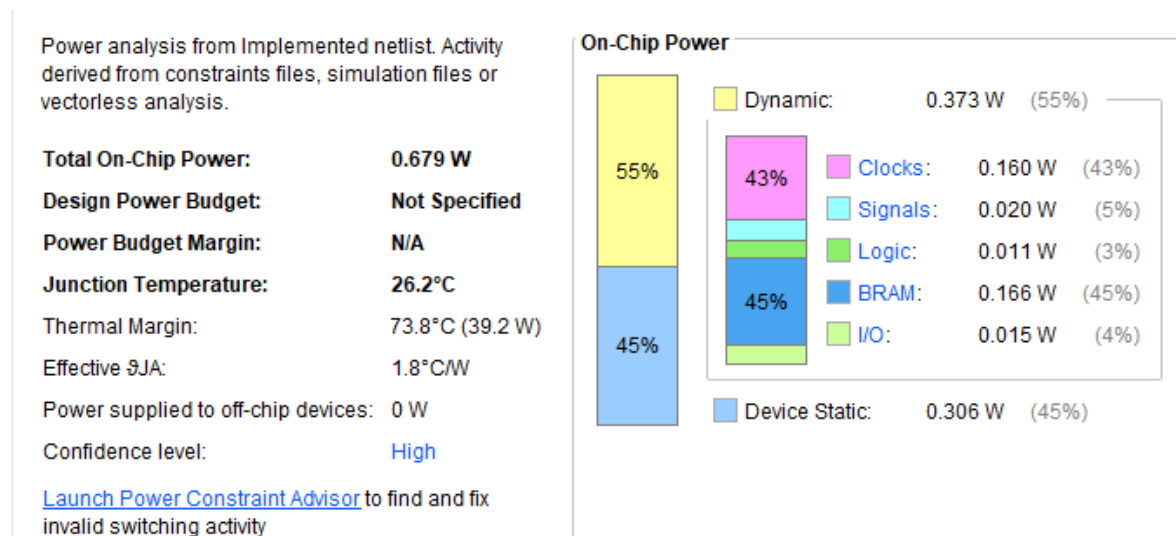 Power analysis from Implemented netlist. Activity
derived from constraints files, simulation files or
vectorless analysis.
Total On-Chip Power: 0.679 W
Design Power Budget: Not Specified
Power Budget Margin: N/A
Junction Temperature: 26.2°C
Thermal Margin: 73.8°C (39.2 W)
Effective ϑJA: 1.8°C/W
Power supplied to off-chip devices: 0 W
Confidence level: High
Launch Power Constraint Advisor to find and fix
invalid switching activity
On-Chip Power
55%
45%
Dynamic: 0.373 W (55%)
43%
45%
Clocks: 0.160 W (43%)
Signals: 0.020 W (5%)
Logic: 0.011 W (3%)
BRAM: 0.166 W (45%)
I/O: 0.015 W (4%)
Device Static: 0.306 W (45%)